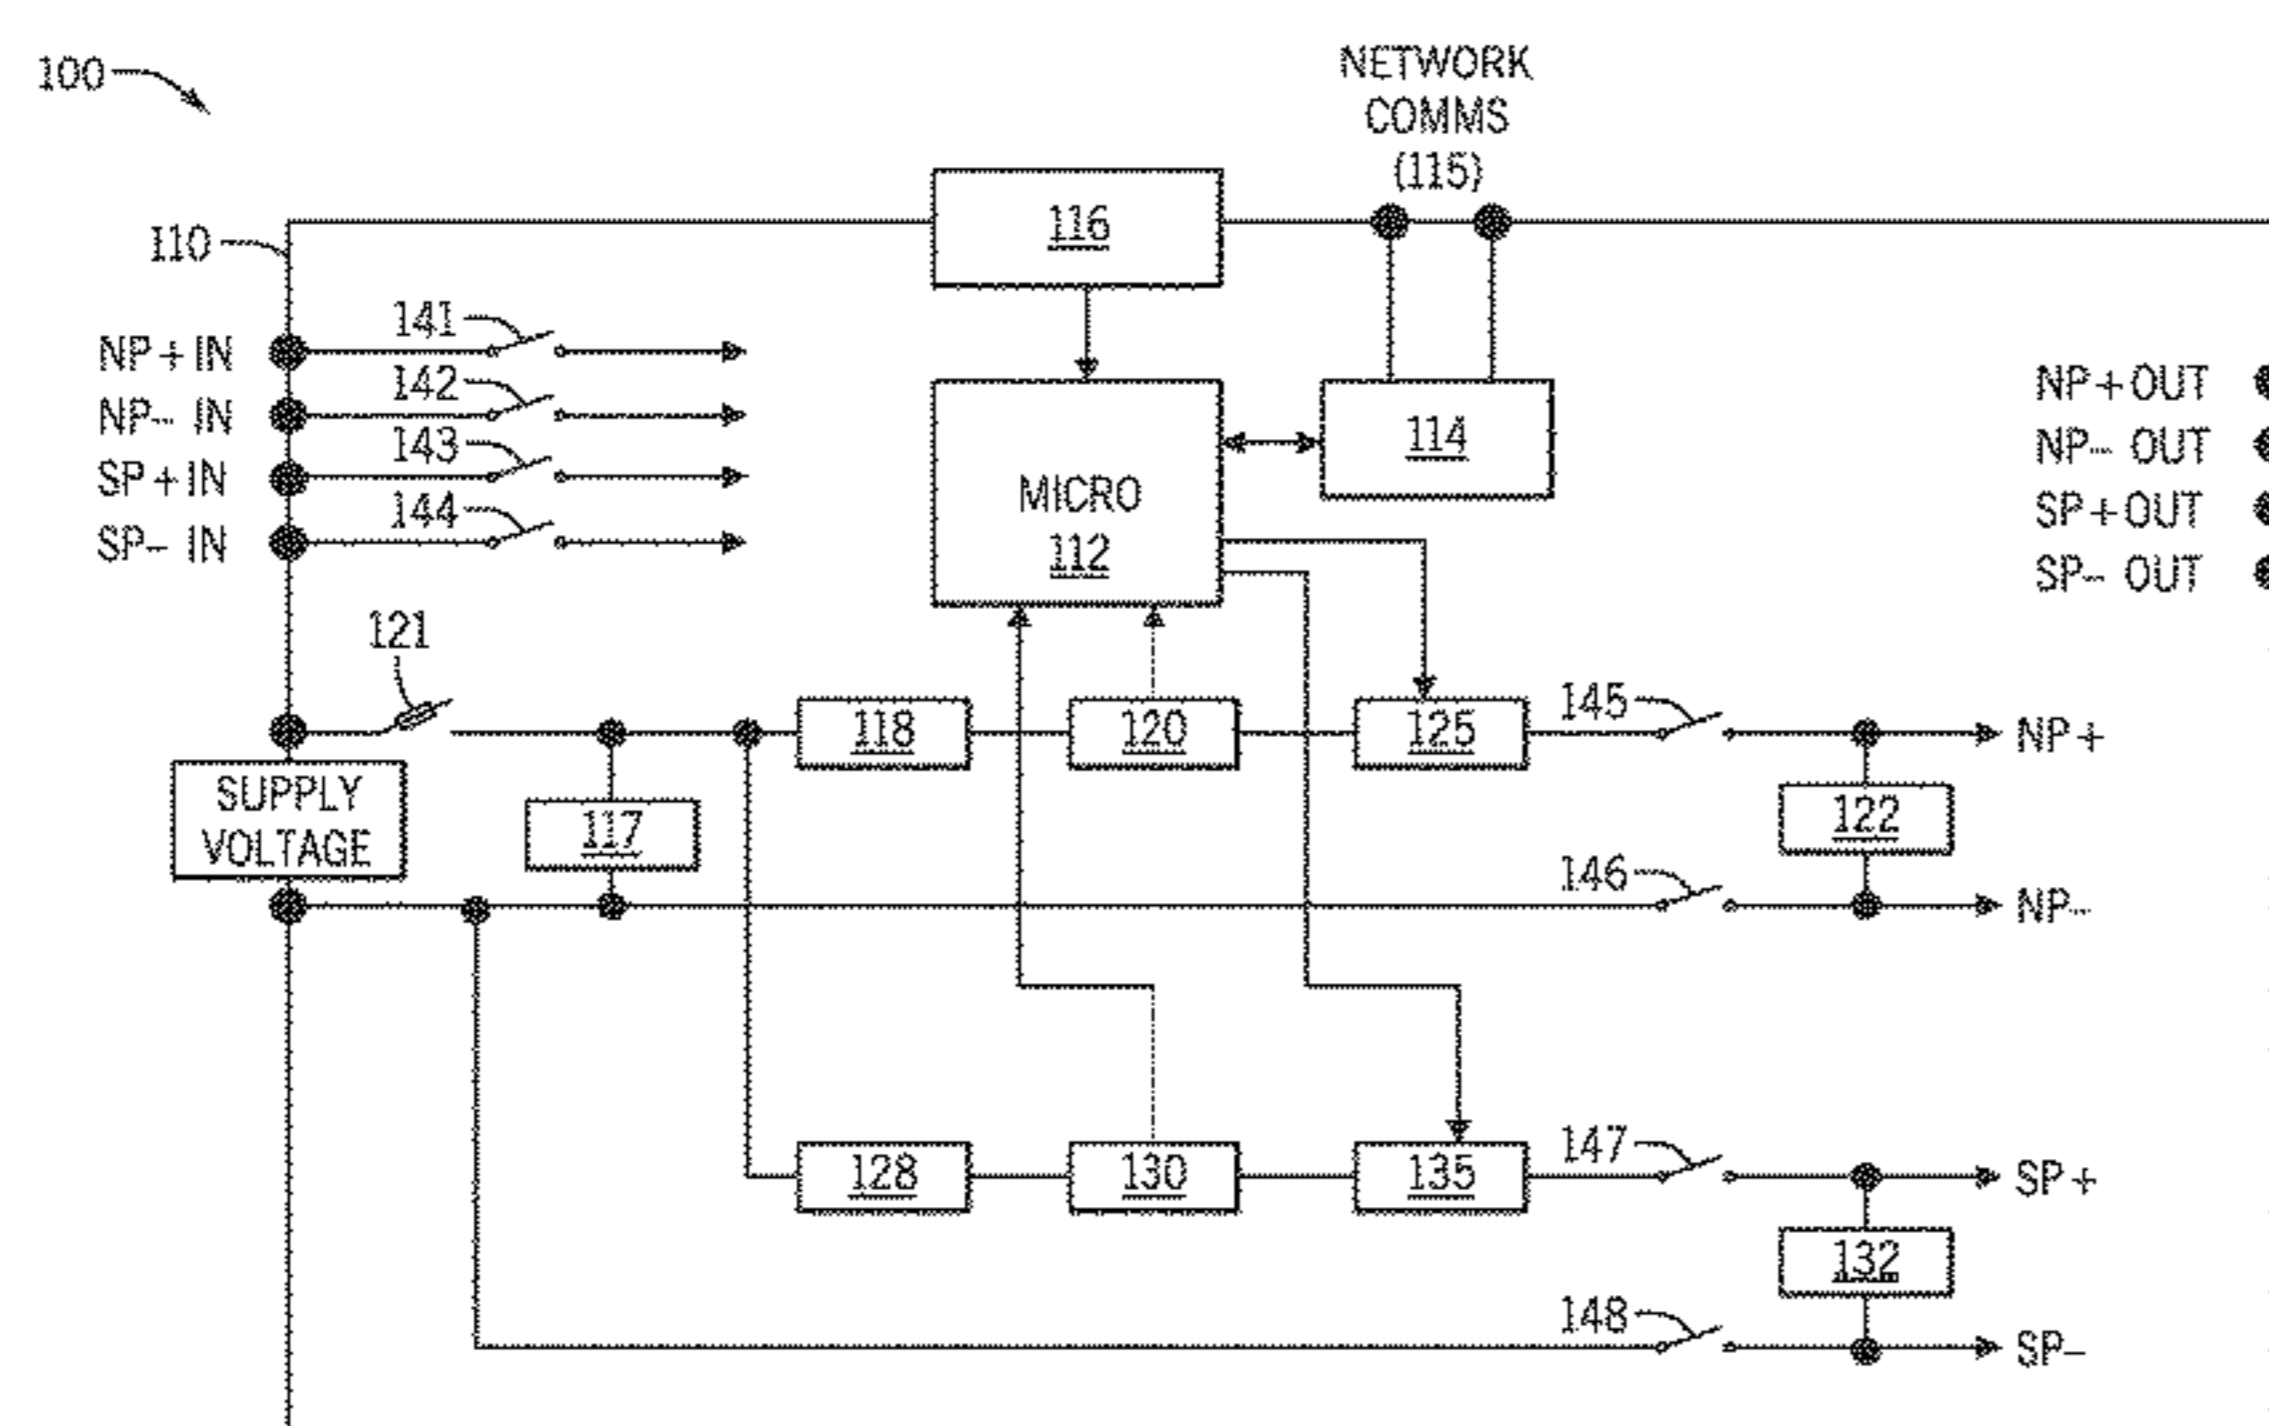 100
NETWORK
COMMS
(115)
116
110
141
NP+IN
142
NP- IN
143
SP+IN
144
SP- IN
NP+OUT
NP- OUT
SP+OUT
SP- OUT
114
MICRO
112
121
118
120
125
145
NP+
SUPPLY
VOLTAGE
117
122
146
NP-
128
130
135
147
SP+
132
148
SP-